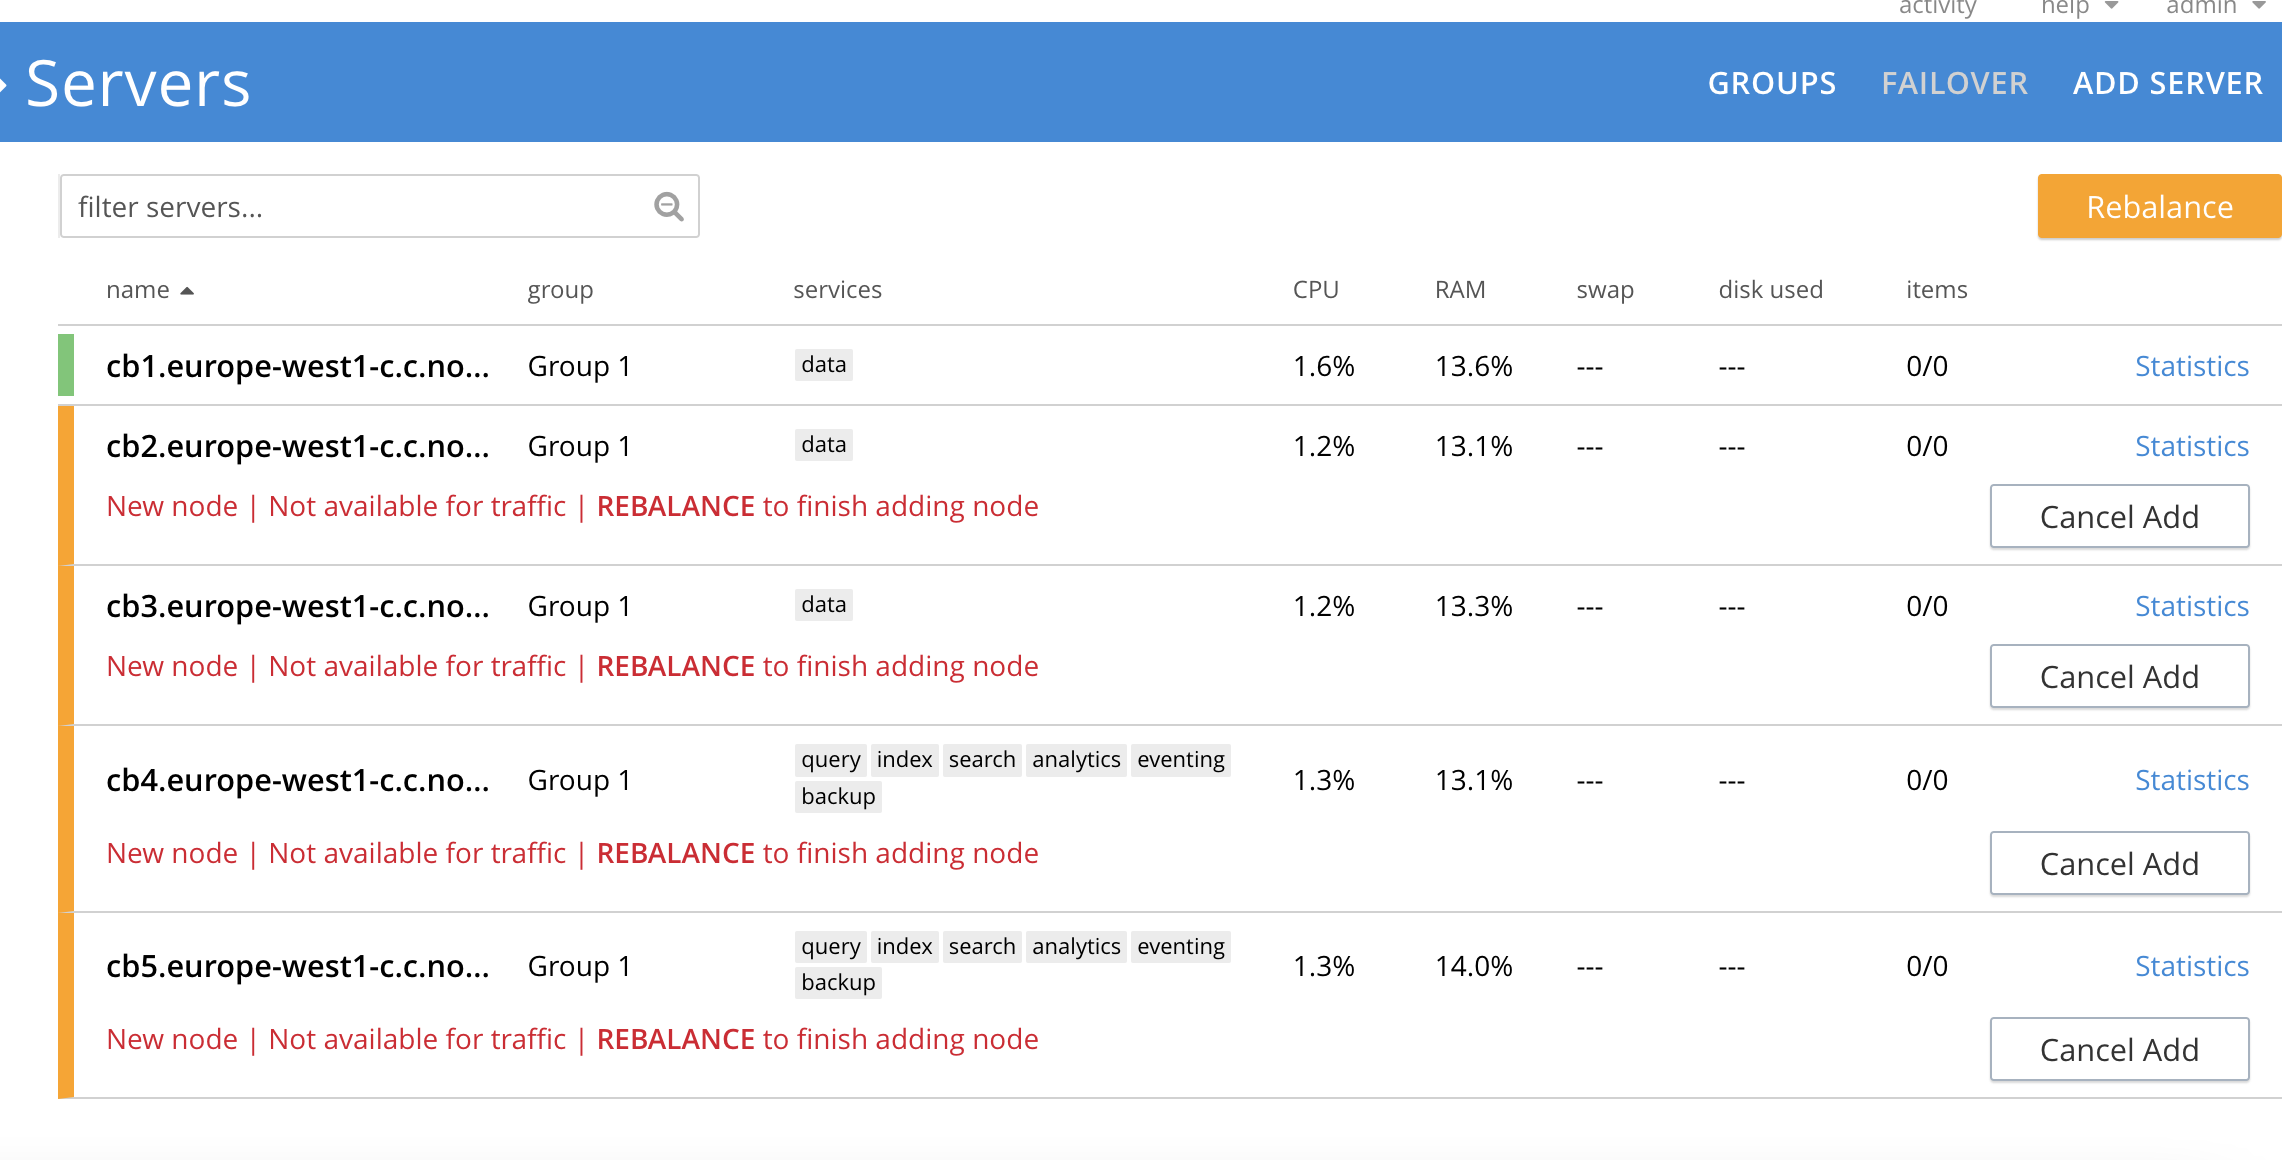 activity help admin
Servers GROUPS FAILOVER ADD SERVER
filter servers... Rebalance
name group services CPU RAM swap disk used items
cb1.europe-west1-c.c.no... Group 1 data 1.6% 13.6% --- --- 0/0 Statistics
cb2.europe-west1-c.c.no... Group 1 data 1.2% 13.1% --- --- 0/0 Statistics
New node | Not available for traffic | REBALANCE to finish adding node Cancel Add
cb3.europe-west1-c.c.no... Group 1 data 1.2% 13.3% --- --- 0/0 Statistics
New node | Not available for traffic | REBALANCE to finish adding node Cancel Add
cb4.europe-west1-c.c.no... Group 1 query index search analytics eventing 1.3% 13.1% --- --- 0/0 Statistics
backup
New node | Not available for traffic | REBALANCE to finish adding node Cancel Add
cb5.europe-west1-c.c.no... Group 1 query index search analytics eventing 1.3% 14.0% --- --- 0/0 Statistics
backup
New node | Not available for traffic | REBALANCE to finish adding node Cancel Add